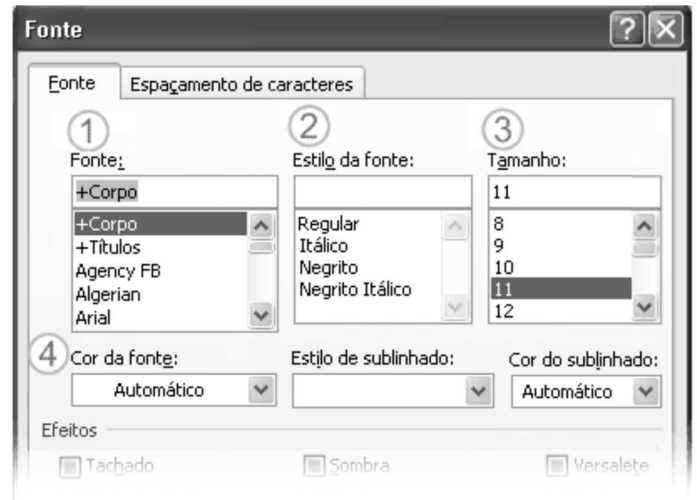 Fonte
Fonte Espaçamento de caracteres
1 2 3
Fonte: Estilo da fonte: Tamanho:
+Corpo 11
+Corpo Regular 8
+Títulos Itálico 9
Agency FB Negrito 10
Algerian Negrito Itálico 11
Arial 12
4 Cor da fonte: Estilo de sublinhado: Cor do sublinhado:
Automático Automático
Efeitos
Tachado Sombra Versalete